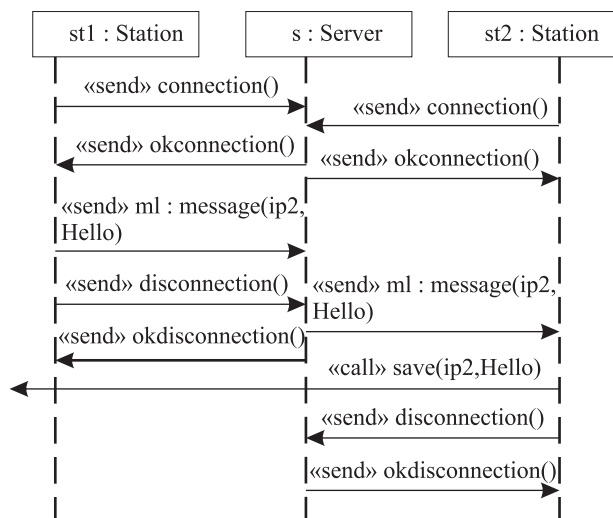 st1 : Station
s : Server
st2 : Station
«send» connection()
«send» connection()
«send» okconnection()
«send» okconnection()
«send» ml : message(ip2,
Hello)
«send» disconnection()
«send» ml : message(ip2,
Hello)
«send» okdisconnection()
«call» save(ip2,Hello)
«send» disconnection()
«send» okdisconnection()